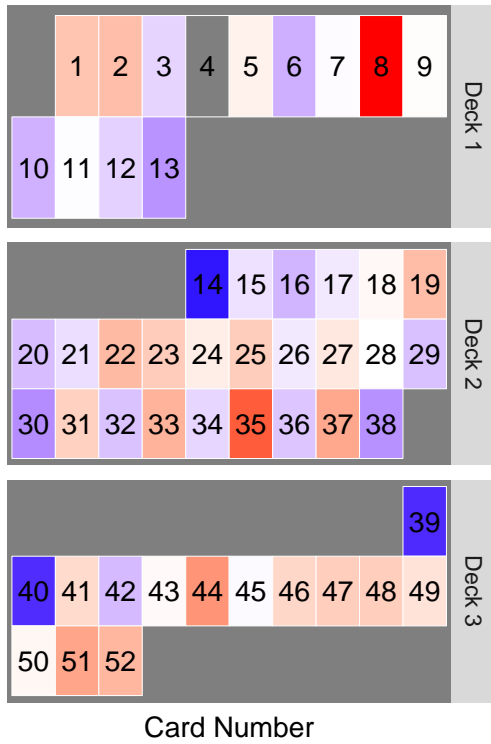 1 2 3 4 5 6 7 8 9
10 11 12 13
Deck 1
14 15 16 17 18 19
20 21 22 23 24 25 26 27 28 29
30 31 32 33 34 35 36 37 38
Deck 2
39
40 41 42 43 44 45 46 47 48 49
50 51 52
Deck 3
Card Number